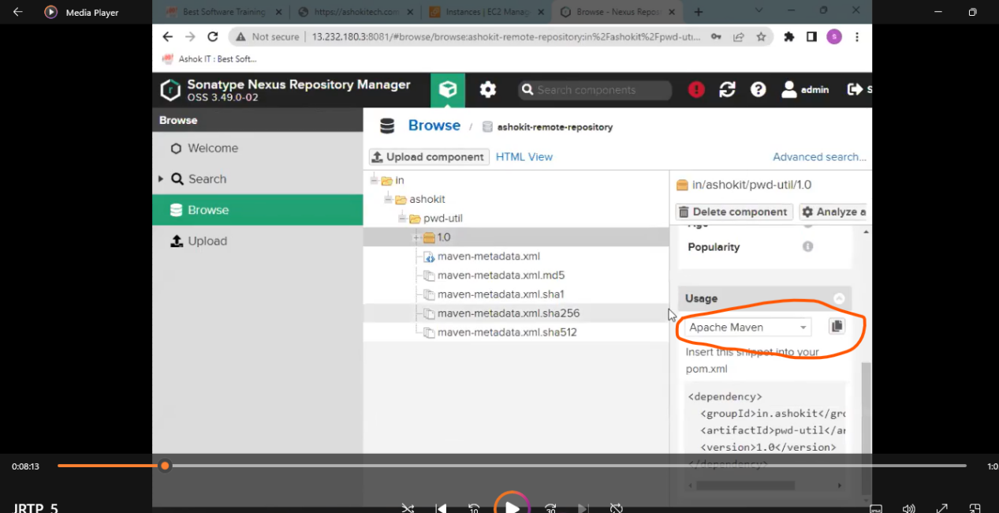 Media Player
Best Software Training
https://ashokitech.com
Instances | EC2 Manag
Browse - Nexus Repos
Not secure | 13.232.180.3:8081/#browse/browse:ashokit-remote-repository:in%2Fashokit%2Fpwd-uti...
Ashok IT : Best Soft...
Sonatype Nexus Repository Manager
OSS 3.49.0-02
Search components
admin
S
Browse
Welcome
Search
Browse
Upload
Browse / ashokit-remote-repository
Upload component
HTML View
Advanced search...
in
ashokit
pwd-util
1.0
maven-metadata.xml
maven-metadata.xml.md5
maven-metadata.xml.sha1
maven-metadata.xml.sha256
maven-metadata.xml.sha512
in/ashokit/pwd-util/1.0
Delete component
Analyze a
Age
Popularity
Usage
Apache Maven
Insert this snippet into your
pom.xml
<dependency>
<groupId>in.ashokit</gro
<artifactId>pwd-util</ar
<version>1.0</version>
</dependency>
0:08:13
1:0
JRTP_5
10
30